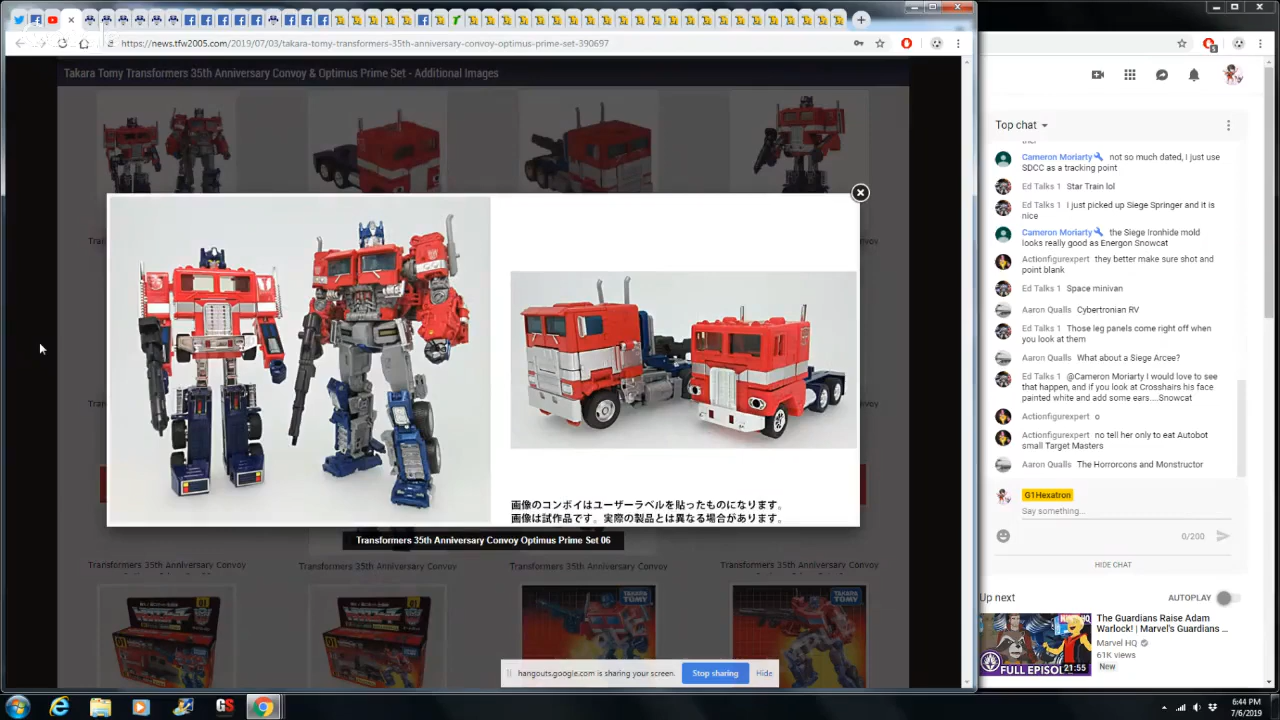 https://news.tfw2005.com/2019/
/03/takara-tomy-transformers-35th-anniversary-convoy-optimus-prime-set-390697
Takara Tomy Transformers 35th Anniversary Convoy & Optimus Prime Set - Additional Images
画像のコンボイはユーザーラベルを貼ったものになります。
画像は試作品です。実際の製品とは異なる場合があります。
Transformers 35th Anniversary Convoy Optimus Prime Set 06
Transformers 35th Anniversary Convoy
Transformers 35th Anniversary Convoy
Transformers 35th Anniversary Convoy
Transformers 35th Anniversary Convoy
TAKARA TOMY
TAKARA TOMY
hangouts.google.com is sharing your screen.
Stop sharing
Hide
5
Top chat
Cameron Moriarty not so much dated, I just use
SDCC as a tracking point
Ed Talks 1 Star Train lol
Ed Talks 1 I just picked up Siege Springer and it is
nice
Cameron Moriarty the Siege Ironhide mold
looks really good as Energon Snowcat
Actionfigurexpert they better make sure shot and
point blank
Ed Talks 1 Space minivan
Aaron Qualls Cybertronian RV
Ed Talks 1 Those leg panels come right off when
you look at them
Aaron Qualls What about a Siege Arcee?
Ed Talks 1 @Cameron Moriarty I would love to see
that happen, and if you look at Crosshairs his face
painted white and add some ears....Snowcat
Actionfigurexpert o
Actionfigurexpert no tell her only to eat Autobot
small Target Masters
Aaron Qualls The Horrorcons and Monstructor
G1Hexatron
Say something...
0/200
HIDE CHAT
Up next
AUTOPLAY
The Guardians Raise Adam
Warlock! | Marvel's Guardians ...
Marvel HQ
61K views
New
FULL EPISOD
21:55
GS
6:44 PM
7/6/2019